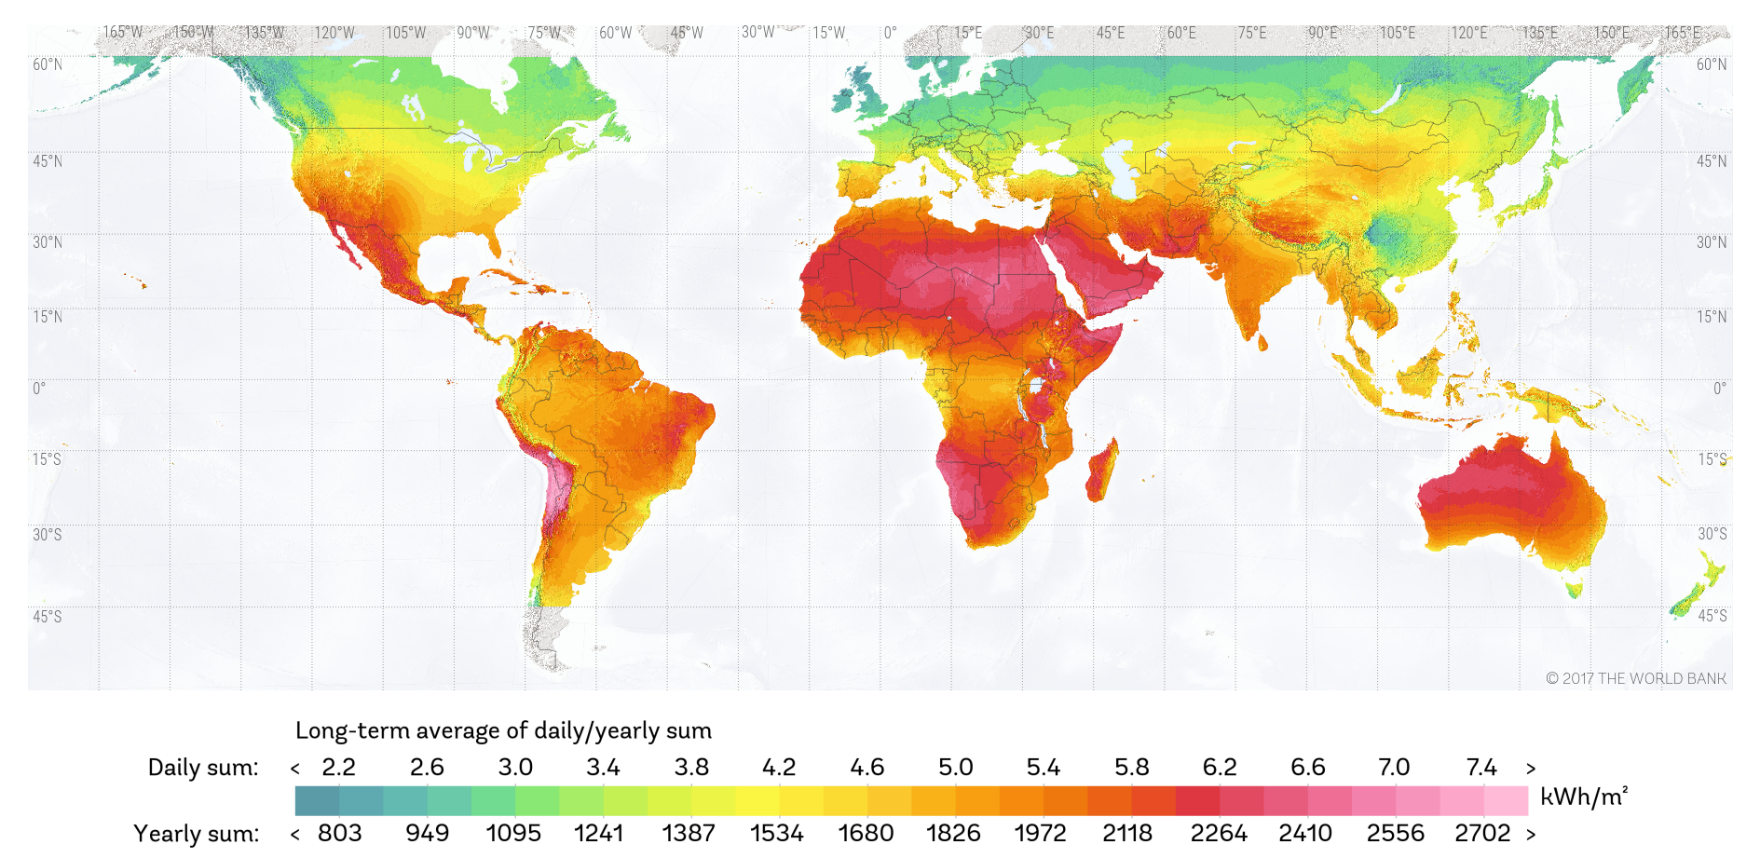 165°W 150°W 135°W 120°W 105°W 90°W 75°W 60°W 45°W 30°W 15°W 0° 15°E 30°E 45°E 60°E 75°E 90°E 105°E 120°E 135°E 150°E 165°E
60°N 60°N
45°N 45°N
30°N 30°N
15°N 15°N
0° 0°
15°S 15°S
30°S 30°S
45°S 45°S
© 2017 THE WORLD BANK
Long-term average of daily/yearly sum
Daily sum: < 2.2 2.6 3.0 3.4 3.8 4.2 4.6 5.0 5.4 5.8 6.2 6.6 7.0 7.4 >
kWh/m²
Yearly sum: < 803 949 1095 1241 1387 1534 1680 1826 1972 2118 2264 2410 2556 2702 >